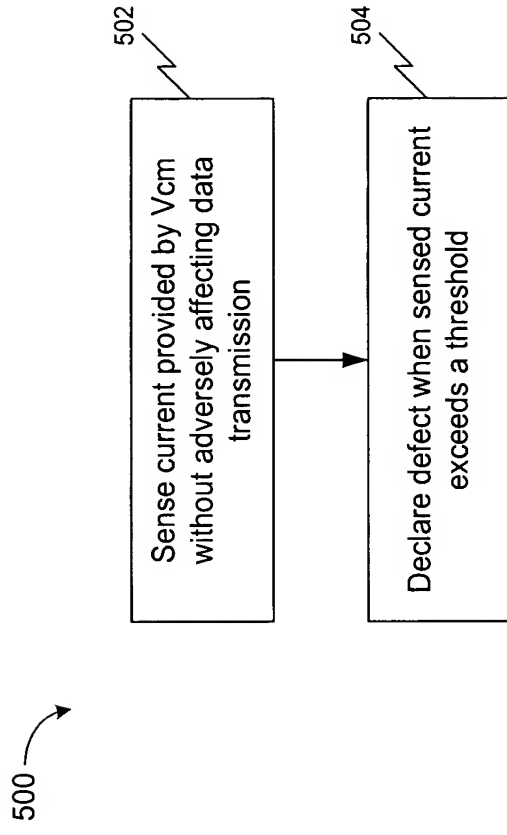 500
502
Sense current provided by Vcm
without adversely affecting data
transmission
504
Declare defect when sensed current
exceeds a threshold